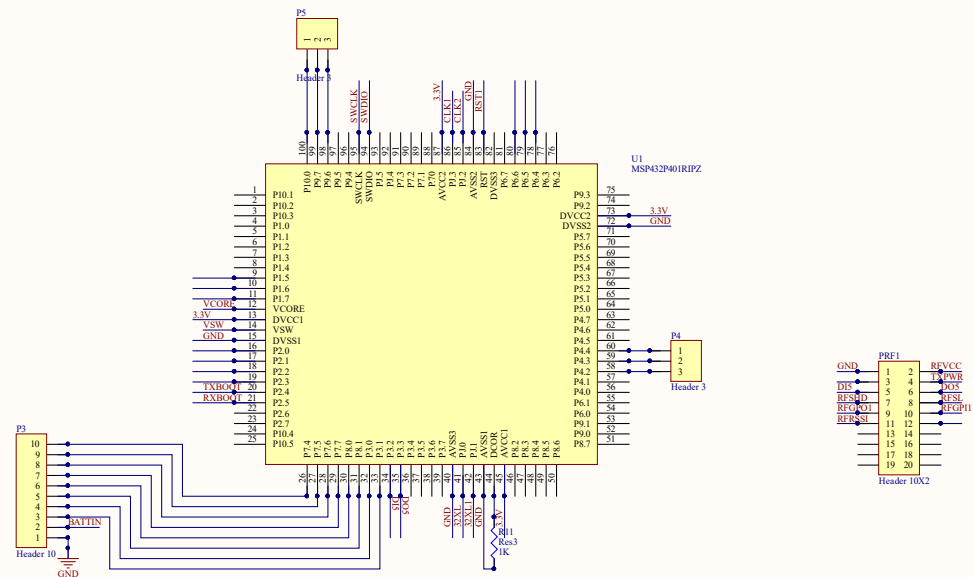 P5
1 2 3
Header 3
SWCLK
SWDIO
3.3V
CLK1
CLK2
GND
RST1
100 99 98 97 96 95 94 93 92 91 90 89 88 87 86 85 84 83 82 81 80 79 78 77 76
U1
MSP432P401RIPZ
P10.0 P9.7 P9.6 P9.5 P9.4 SWCLK SWDIO PJ.5 PJ.4 P7.3 P7.2 P7.1 P.70 AVCC2 PJ.3 PJ.2 AVSS2 RST DVSS3 P6.7 P6.6 P6.5 P6.4 P6.3 P6.2
1 P10.1
2 P10.2
3 P10.3
4 P1.0
5 P1.1
6 P1.2
7 P1.3
8 P1.4
9 P1.5
10 P1.6
11 P1.7
VCORE 12 VCORE
3.3V 13 DVCC1
VSW 14 VSW
GND 15 DVSS1
16 P2.0
17 P2.1
18 P2.2
19 P2.3
TXBOOT 20 P2.4
RXBOOT 21 P2.5
22 P2.6
23 P2.7
24 P10.4
25 P10.5
P9.3 75
P9.2 74
DVCC2 73 3.3V
DVSS2 72 GND
P5.7 71
P5.6 70
P5.5 69
P5.4 68
P5.3 67
P5.2 66
P5.1 65
P5.0 64
P4.7 63
P4.6 62
P4.5 61
P4.4 60
P4.3 59
P4.2 58
P4.1 57
P4.0 56
P6.1 55
P6.0 54
P9.1 53
P9.0 52
P8.7 51
P4
1
2
3
Header 3
PRF1
GND 1 2 RFVCC
3 4 TXPWR
DI5 5 6 DO5
RFSHD 7 8 RFSL
RFGPO1 9 10 RFGPI1
RFRSSI 11 12
13 14
15 16
17 18
19 20
Header 10X2
P7.4 P7.5 P7.6 P7.7 P8.0 P8.1 P3.0 P3.1 P3.2 P3.3 P3.4 P3.5 P3.6 P3.7 AVSS3 PJ.0 PJ.1 AVSS1 DCOR AVCC1 P8.2 P8.3 P8.4 P8.5 P8.6
26 27 28 29 30 31 32 33 34 35 36 37 38 39 40 41 42 43 44 45 46 47 48 49 50
DI5
DO5
GND
32XL
32XL1
GND
3.3V
R11
Res3
1K
P3
10
9
8
7
6
5
4
3
2 BATTIN
1
Header 10
GND